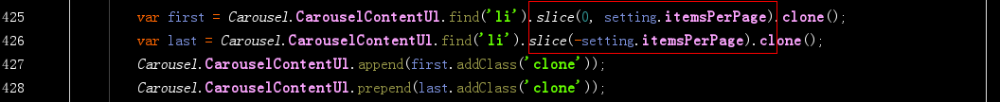 425 var first = Carousel.CarouselContentUl.find('li').slice(0, setting.itemsPerPage).clone();
426 var last = Carousel.CarouselContentUl.find('li').slice(-setting.itemsPerPage).clone();
427 Carousel.CarouselContentUl.append(first.addClass('clone'));
428 Carousel.CarouselContentUl.prepend(last.addClass('clone'));